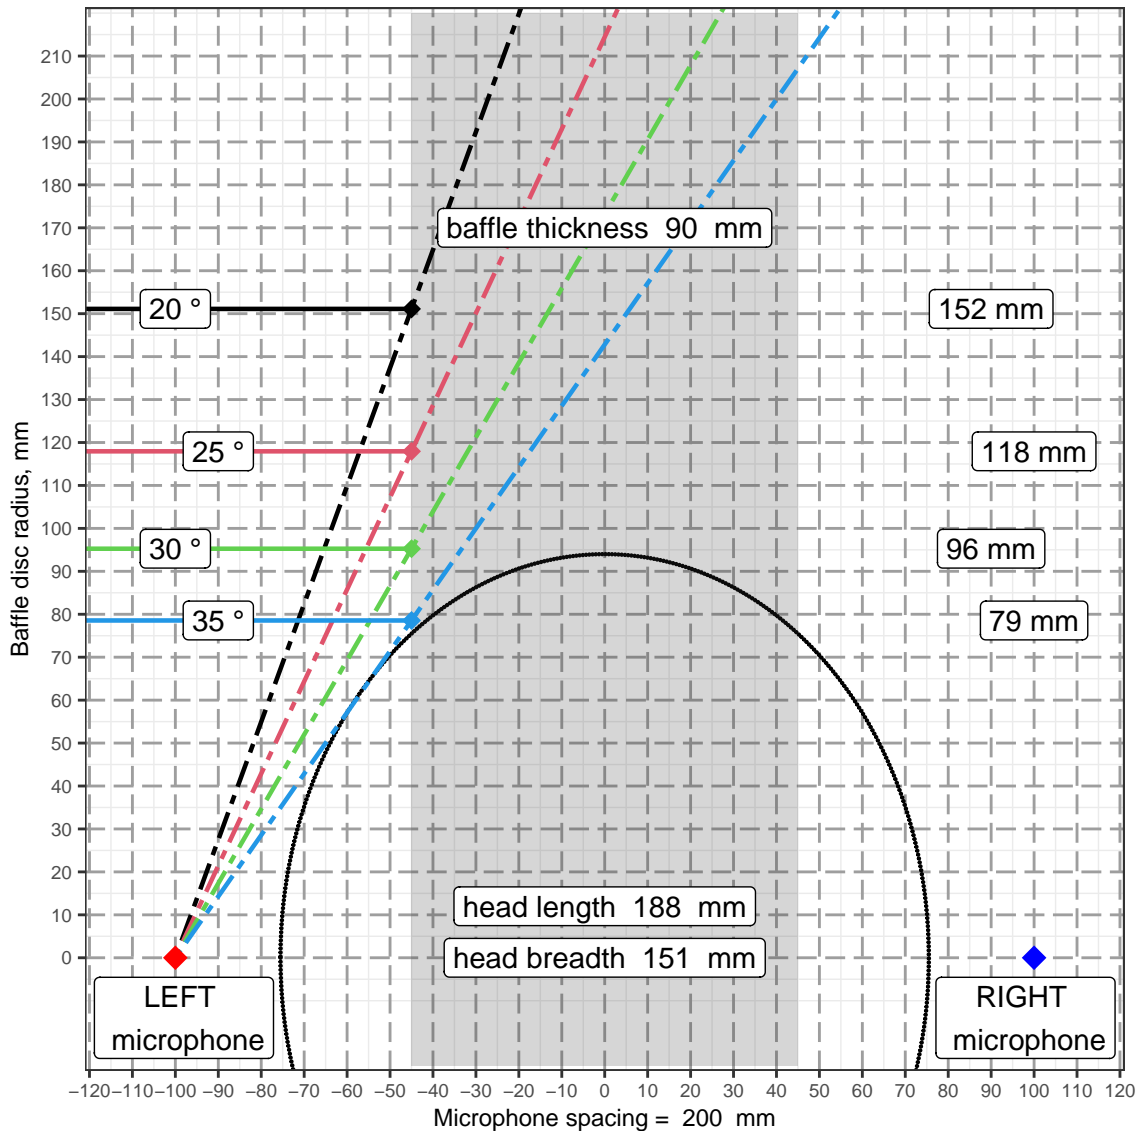 210
200
190
180
170
baffle thickness  90  mm
160
20 °
152 mm
150
140
130
120
25 °
118 mm
110
100
30 °
96 mm
90
80
35 °
79 mm
70
60
50
40
30
20
10
head length  188  mm
0
head breadth  151  mm
LEFT
microphone
RIGHT
microphone
Baffle disc radius, mm
−120 −110 −100 −90 −80 −70 −60 −50 −40 −30 −20 −10 0 10 20 30 40 50 60 70 80 90 100 110 120
Microphone spacing =  200  mm